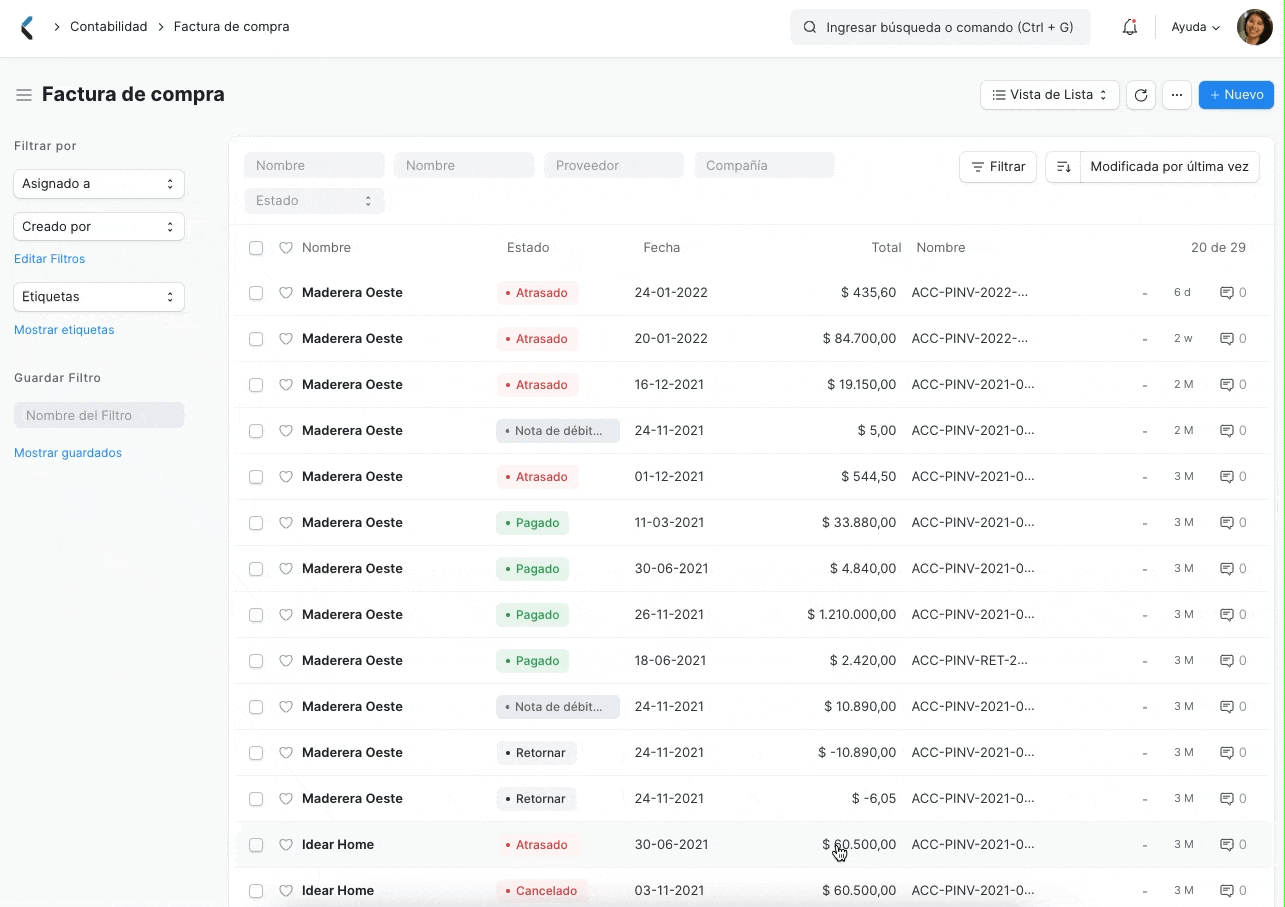 Contabilidad Factura de compra Ingresar búsqueda o comando (Ctrl + G) Ayuda
Factura de compra Vista de Lista ··· + Nuevo
Filtrar por
Asignado a
Creado por
Editar Filtros
Etiquetas
Mostrar etiquetas
Guardar Filtro
Nombre del Filtro
Mostrar guardados
Nombre Nombre Proveedor Compañía Filtrar Modificada por última vez
Estado
Nombre Estado Fecha Total Nombre 20 de 29
Maderera Oeste • Atrasado 24-01-2022 $ 435,60 ACC-PINV-2022-... - 6 d 0
Maderera Oeste • Atrasado 20-01-2022 $ 84.700,00 ACC-PINV-2022-... - 2 w 0
Maderera Oeste • Atrasado 16-12-2021 $ 19.150,00 ACC-PINV-2021-0... - 2 M 0
Maderera Oeste • Nota de débit... 24-11-2021 $ 5,00 ACC-PINV-2021-0... - 2 M 0
Maderera Oeste • Atrasado 01-12-2021 $ 544,50 ACC-PINV-2021-0... - 3 M 0
Maderera Oeste • Pagado 11-03-2021 $ 33.880,00 ACC-PINV-2021-0... - 3 M 0
Maderera Oeste • Pagado 30-06-2021 $ 4.840,00 ACC-PINV-2021-0... - 3 M 0
Maderera Oeste • Pagado 26-11-2021 $ 1.210.000,00 ACC-PINV-2021-0... - 3 M 0
Maderera Oeste • Pagado 18-06-2021 $ 2.420,00 ACC-PINV-RET-2... - 3 M 0
Maderera Oeste • Nota de débit... 24-11-2021 $ 10.890,00 ACC-PINV-2021-0... - 3 M 0
Maderera Oeste • Retornar 24-11-2021 $ -10.890,00 ACC-PINV-2021-0... - 3 M 0
Maderera Oeste • Retornar 24-11-2021 $ -6,05 ACC-PINV-2021-0... - 3 M 0
Idear Home • Atrasado 30-06-2021 $ 60.500,00 ACC-PINV-2021-0... - 3 M 0
Idear Home • Cancelado 03-11-2021 $ 60.500,00 ACC-PINV-2021-0... - 3 M 0